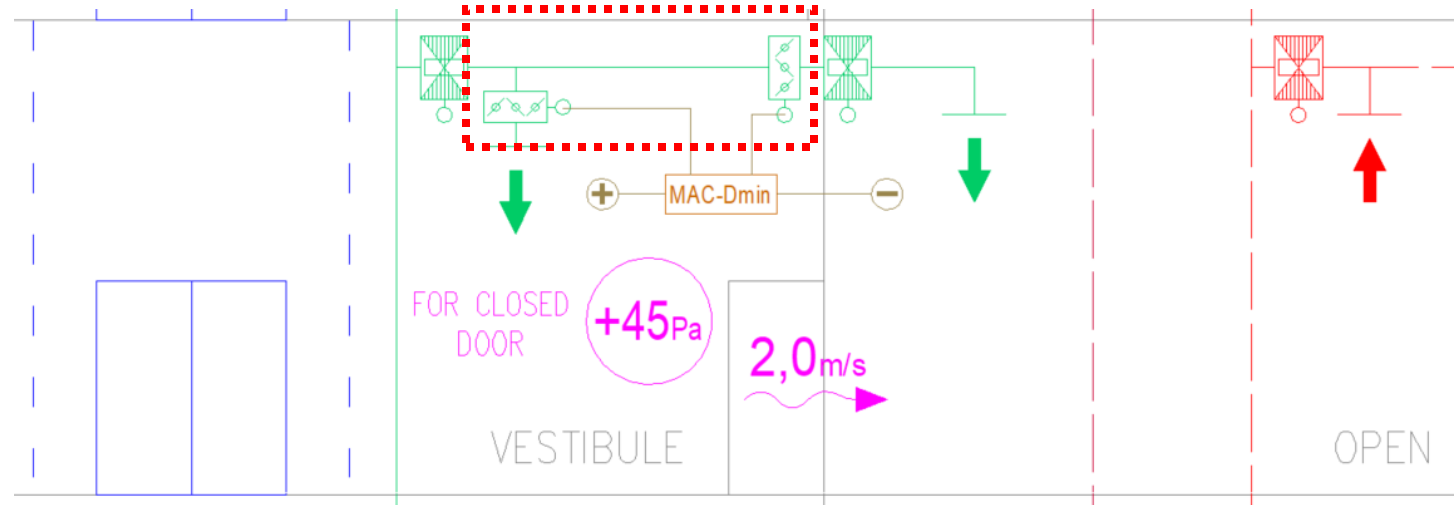 MAC-Dmin
FOR CLOSED
DOOR
+45Pa
2,0m/s
VESTIBULE
OPEN